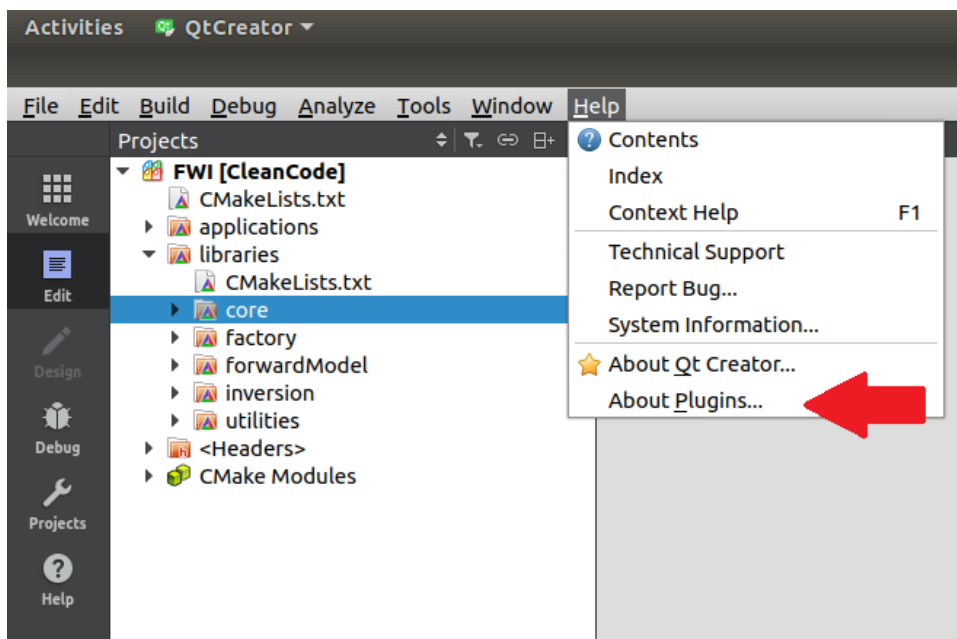 Activities QtCreator
File Edit Build Debug Analyze Tools Window Help
Projects
FWI [CleanCode]
CMakeLists.txt
applications
libraries
CMakeLists.txt
core
factory
forwardModel
inversion
utilities
<Headers>
CMake Modules
Welcome
Edit
Design
Debug
Projects
Help
Contents
Index
Context Help F1
Technical Support
Report Bug...
System Information...
About Qt Creator...
About Plugins...